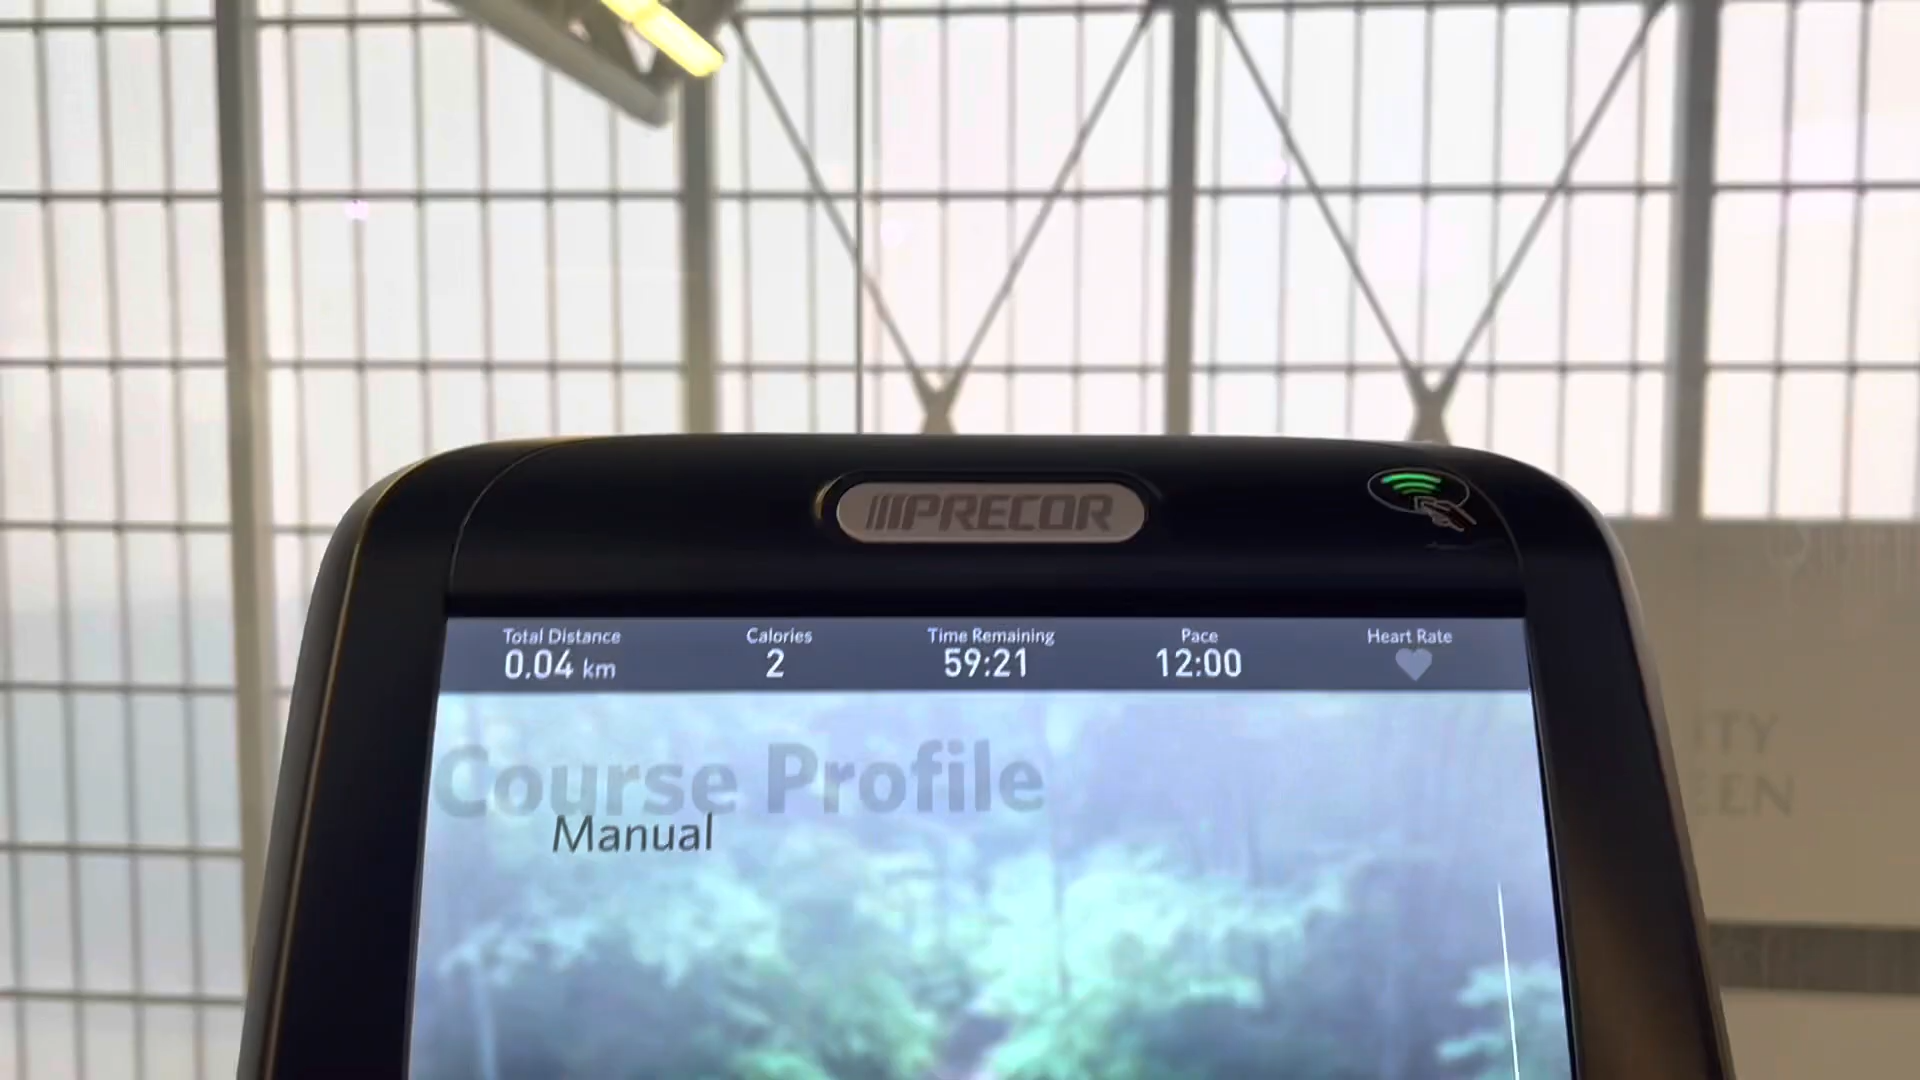 PRECOR
Total Distance
0.04 km
Calories
2
Time Remaining
59:21
Pace
12:00
Heart Rate
Course Profile
Manual